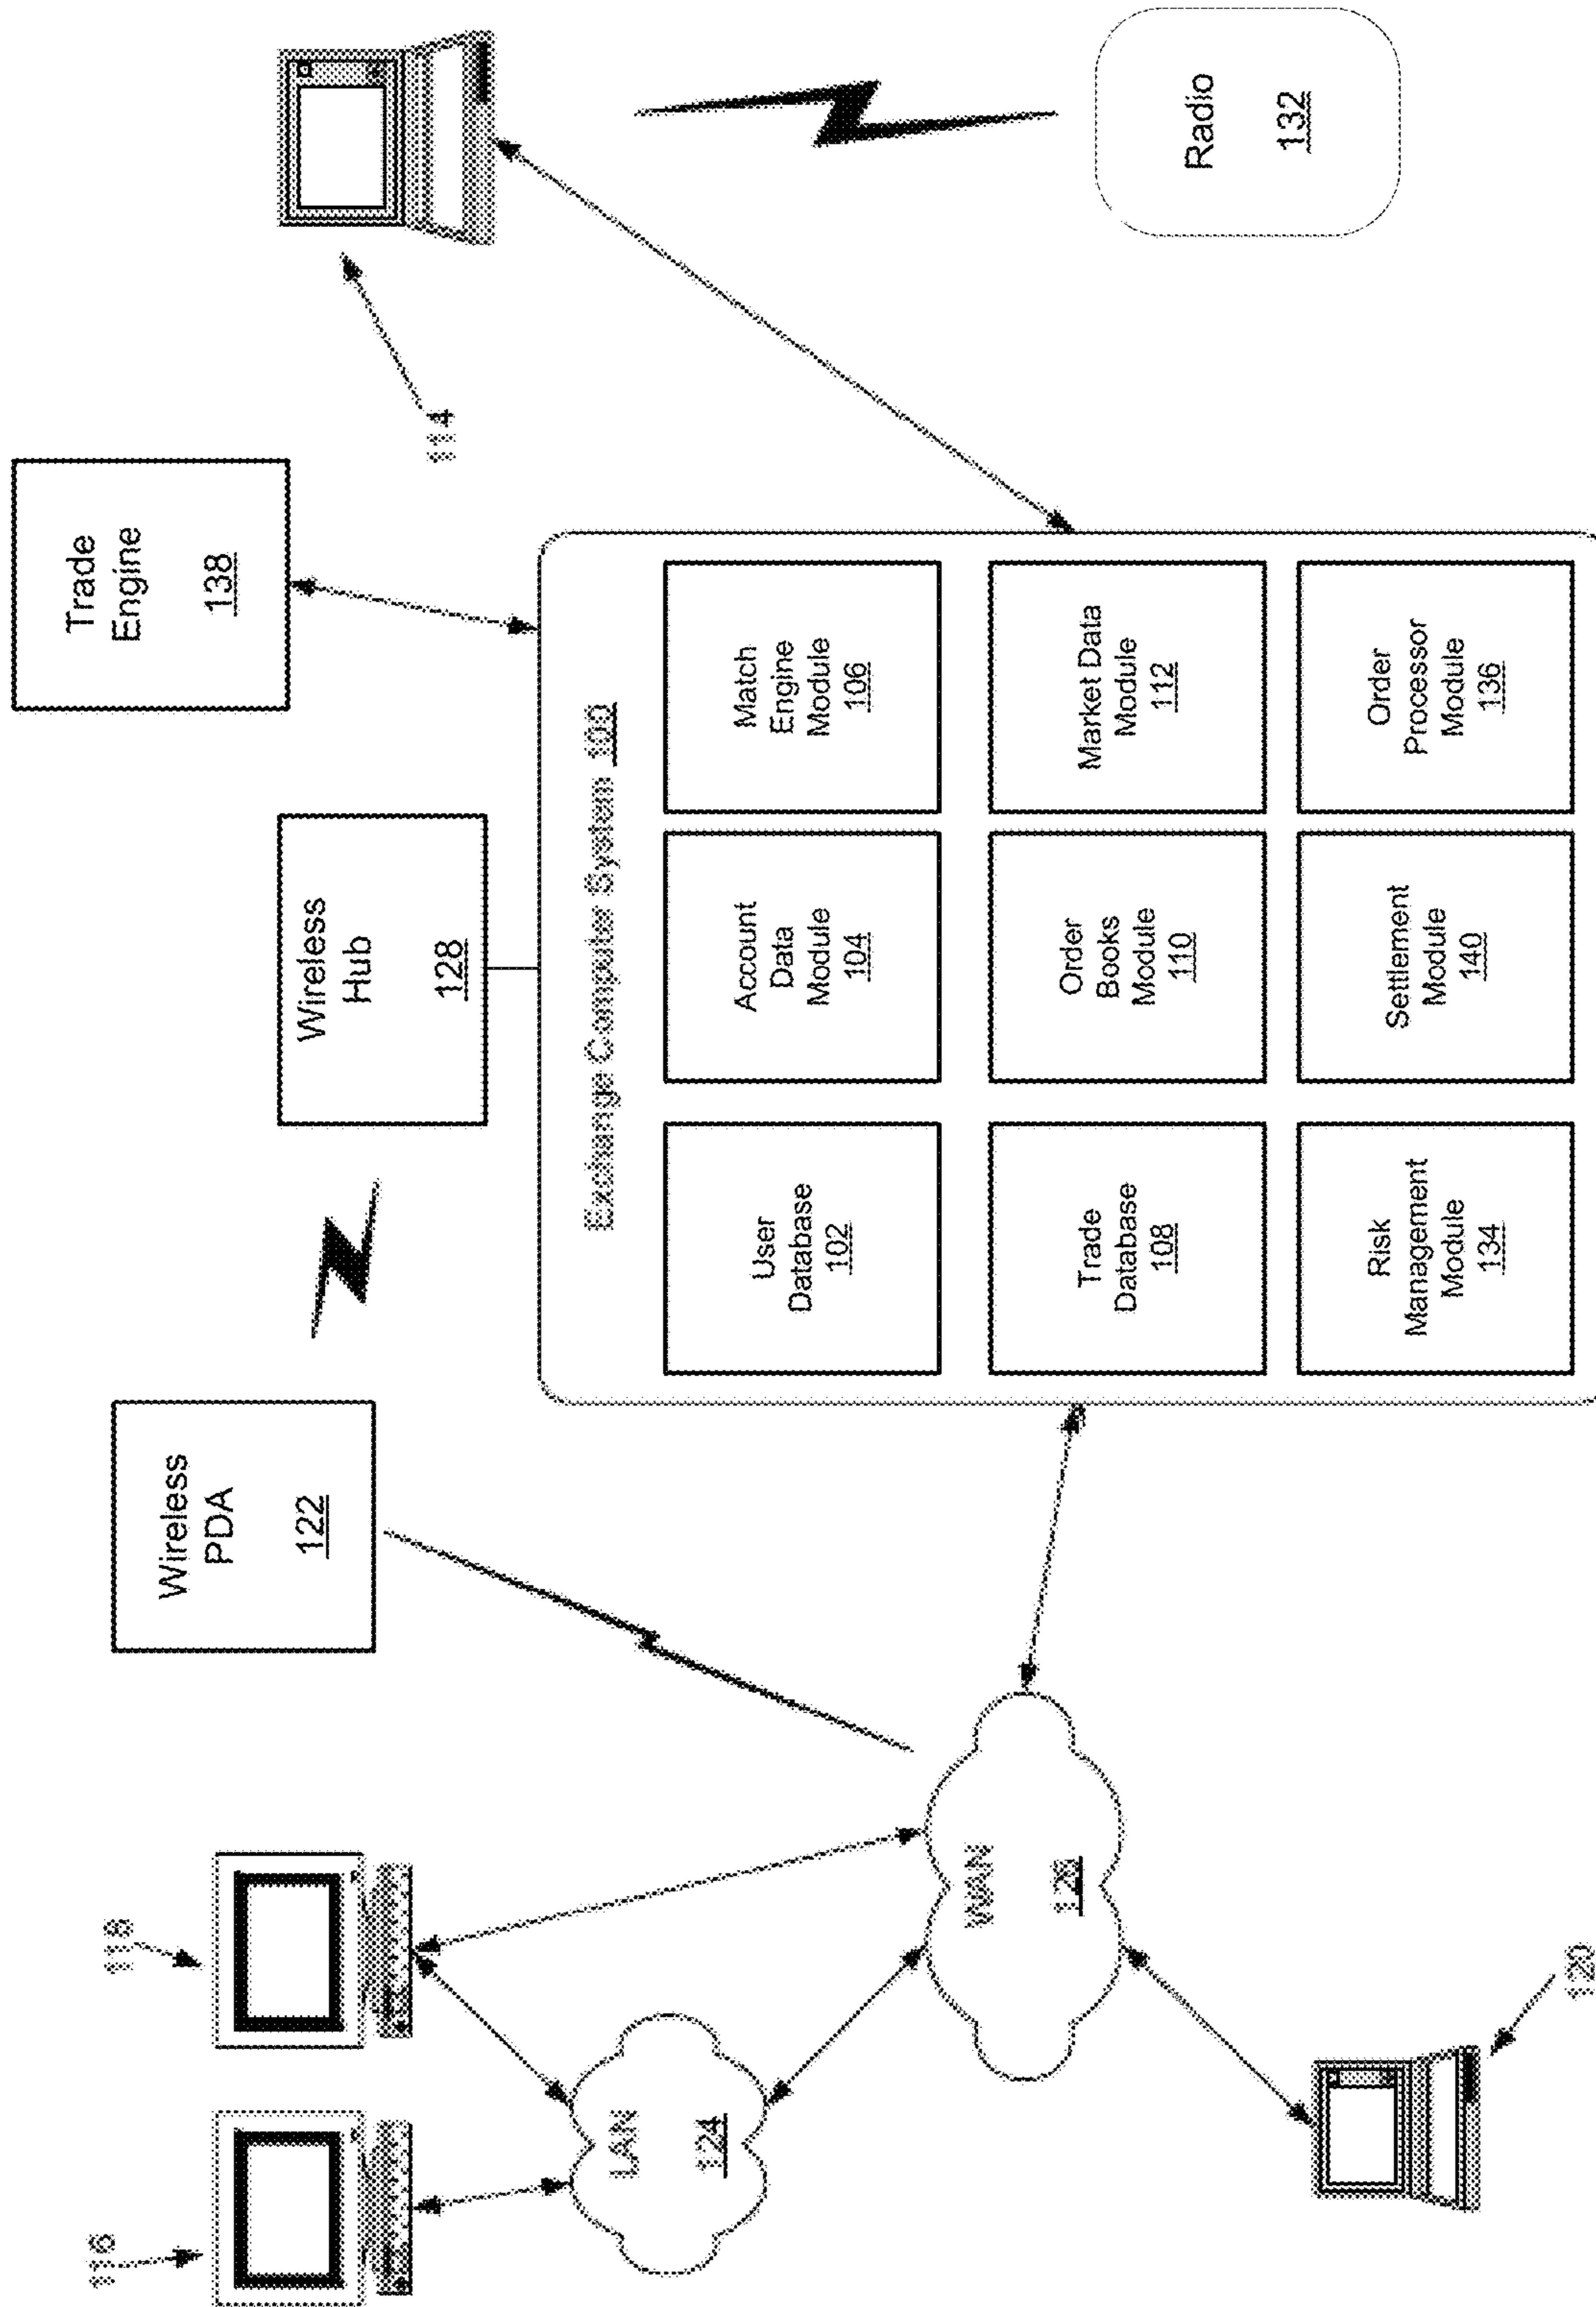 116
118
Wireless
PDA
122
Wireless
Hub
128
Trade
Engine
138
114
LAN
124
WAN
126
120
Exchange Computer System 100
User
Database
102
Account
Data
Module
104
Match
Engine
Module
106
Trade
Database
108
Order
Books
Module
110
Market Data
Module
112
Risk
Management
Module
134
Settlement
Module
140
Order
Processor
Module
136
Radio
132